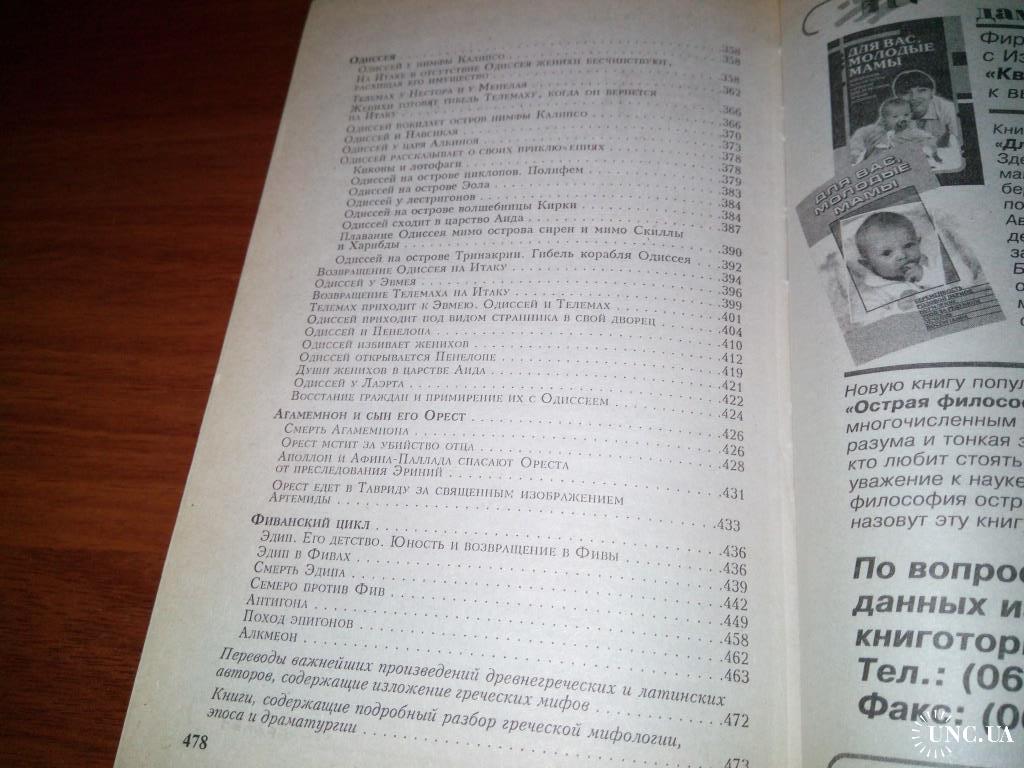 Одиссея . . . 358
Одиссей у нимфы Калипсо . . . 358
На Итаке в отсутствие Одиссея женихи бесчинствуют,
расхищая его имущество . . . 358
Телемах у Нестора и у Менелая . . . 362
Женихи готовят гибель Телемаху, когда он вернется
на Итаку . . . 366
Одиссей покидает остров нимфы Калипсо . . . 366
Одиссей и Навсикая . . . 370
Одиссей у царя Алкиноя . . . 373
Одиссей рассказывает о своих приключениях . . . 378
Киконы и лотофаги . . . 378
Одиссей на острове циклопов. Полифем . . . 379
Одиссей на острове Эола . . . 383
Одиссей у лестригонов . . . 384
Одиссей на острове волшебницы Кирки . . . 384
Одиссей сходит в царство Аида . . . 387
Плавание Одиссея мимо острова сирен и мимо Скиллы
и Харибды . . . 390
Одиссей на острове Тринакрии. Гибель корабля Одиссея . . . 392
Возвращение Одиссея на Итаку . . . 394
Одиссей у Эвмея . . . 396
Возвращение Телемаха на Итаку . . . 399
Телемах приходит к Эвмею. Одиссей и Телемах . . . 401
Одиссей приходит под видом странника в свой дворец . . . 404
Одиссей и Пенелопа . . . 410
Одиссей избивает женихов . . . 412
Одиссей открывается Пенелопе . . . 419
Души женихов в царстве Аида . . . 421
Одиссей у Лаэрта . . . 422
Восстание граждан и примирение их с Одиссеем . . . 424
Агамемнон и сын его Орест . . . 426
Смерть Агамемнона . . . 426
Орест мстит за убийство отца . . . 428
Аполлон и Афина-Паллада спасают Ореста
от преследования Эриний . . . 431
Орест едет в Тавриду за священным изображением
Артемиды . . . 433
Фиванский цикл . . . 436
Эдип. Его детство. Юность и возвращение в Фивы . . . 436
Эдип в Фивах . . . 439
Смерть Эдипа . . . 442
Семеро против Фив . . . 449
Антигона . . . 458
Поход эпигонов . . . 462
Алкмеон . . . 463
Переводы важнейших произведений древнегреческих и латинских
авторов, содержащие изложение греческих мифов . . . 472
Книги, содержащие подробный разбор греческой мифологии,
эпоса и драматургии . . . 473
478
дам
Фир
с Из
«Кв
к вы
ДЛЯ ВАС,
МОЛОДЫЕ
МАМЫ
ДЛЯ ВАС,
МОЛОДЫЕ
МАМЫ
Новую книгу попул
«Острая философ
многочисленным
разума и тонкая з
кто любит стоять
уважение к науке
философия остр
назовут эту книг
По вопрос
данных и
книготорг
Тел.: (06
Факс: (0
UNC.UA